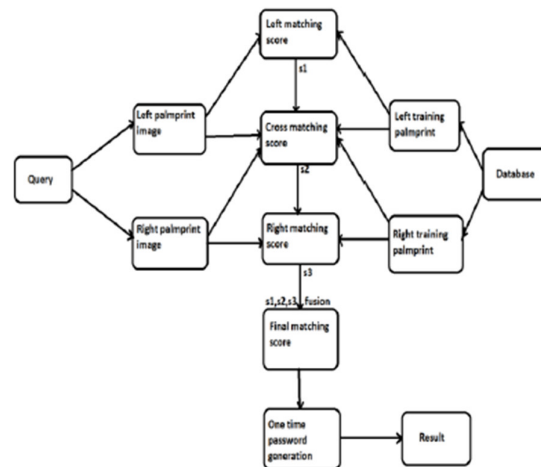 Left matching
score
s1
Left palmprint
image
Cross matching
score
Left training
palmprint
Query
Database
s2
Right palmprint
image
Right matching
score
Right training
palmprint
s3
s1,s2,s3 fusion
Final matching
score
One time
password
generation
Result